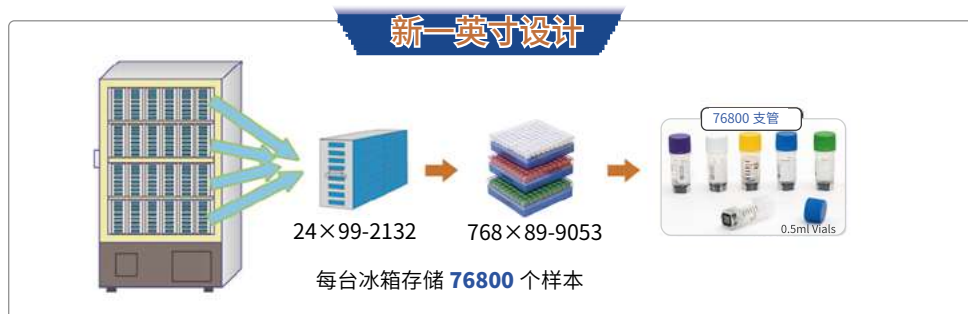 新一英寸设计
76800 支管
0.5ml Vials
24×99-2132
768×89-9053
每台冰箱存储 76800 个样本